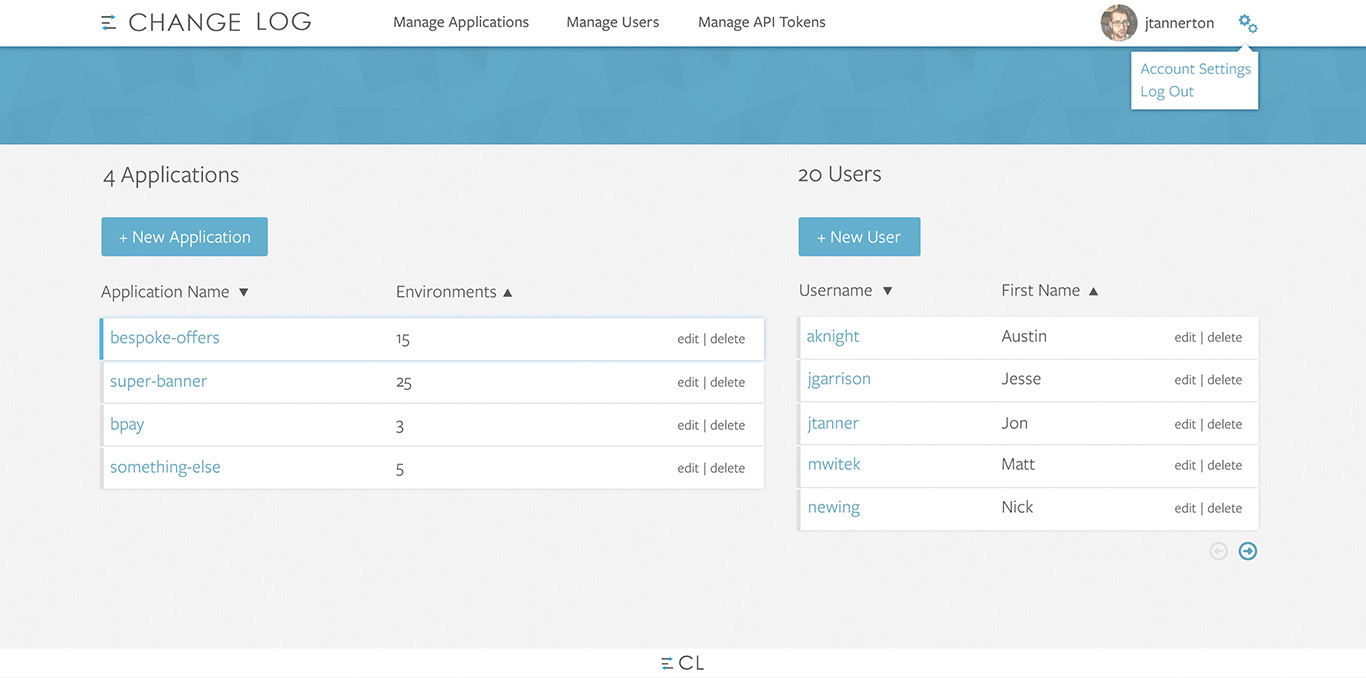 CHANGE LOG Manage Applications Manage Users Manage API Tokens jtannerton
Account Settings
Log Out
4 Applications
+ New Application
Application Name ▼ Environments ▲
bespoke-offers 15 edit | delete
super-banner 25 edit | delete
bpay 3 edit | delete
something-else 5 edit | delete
20 Users
+ New User
Username ▼ First Name ▲
aknight Austin edit | delete
jgarrison Jesse edit | delete
jtanner Jon edit | delete
mwitek Matt edit | delete
newing Nick edit | delete
CL